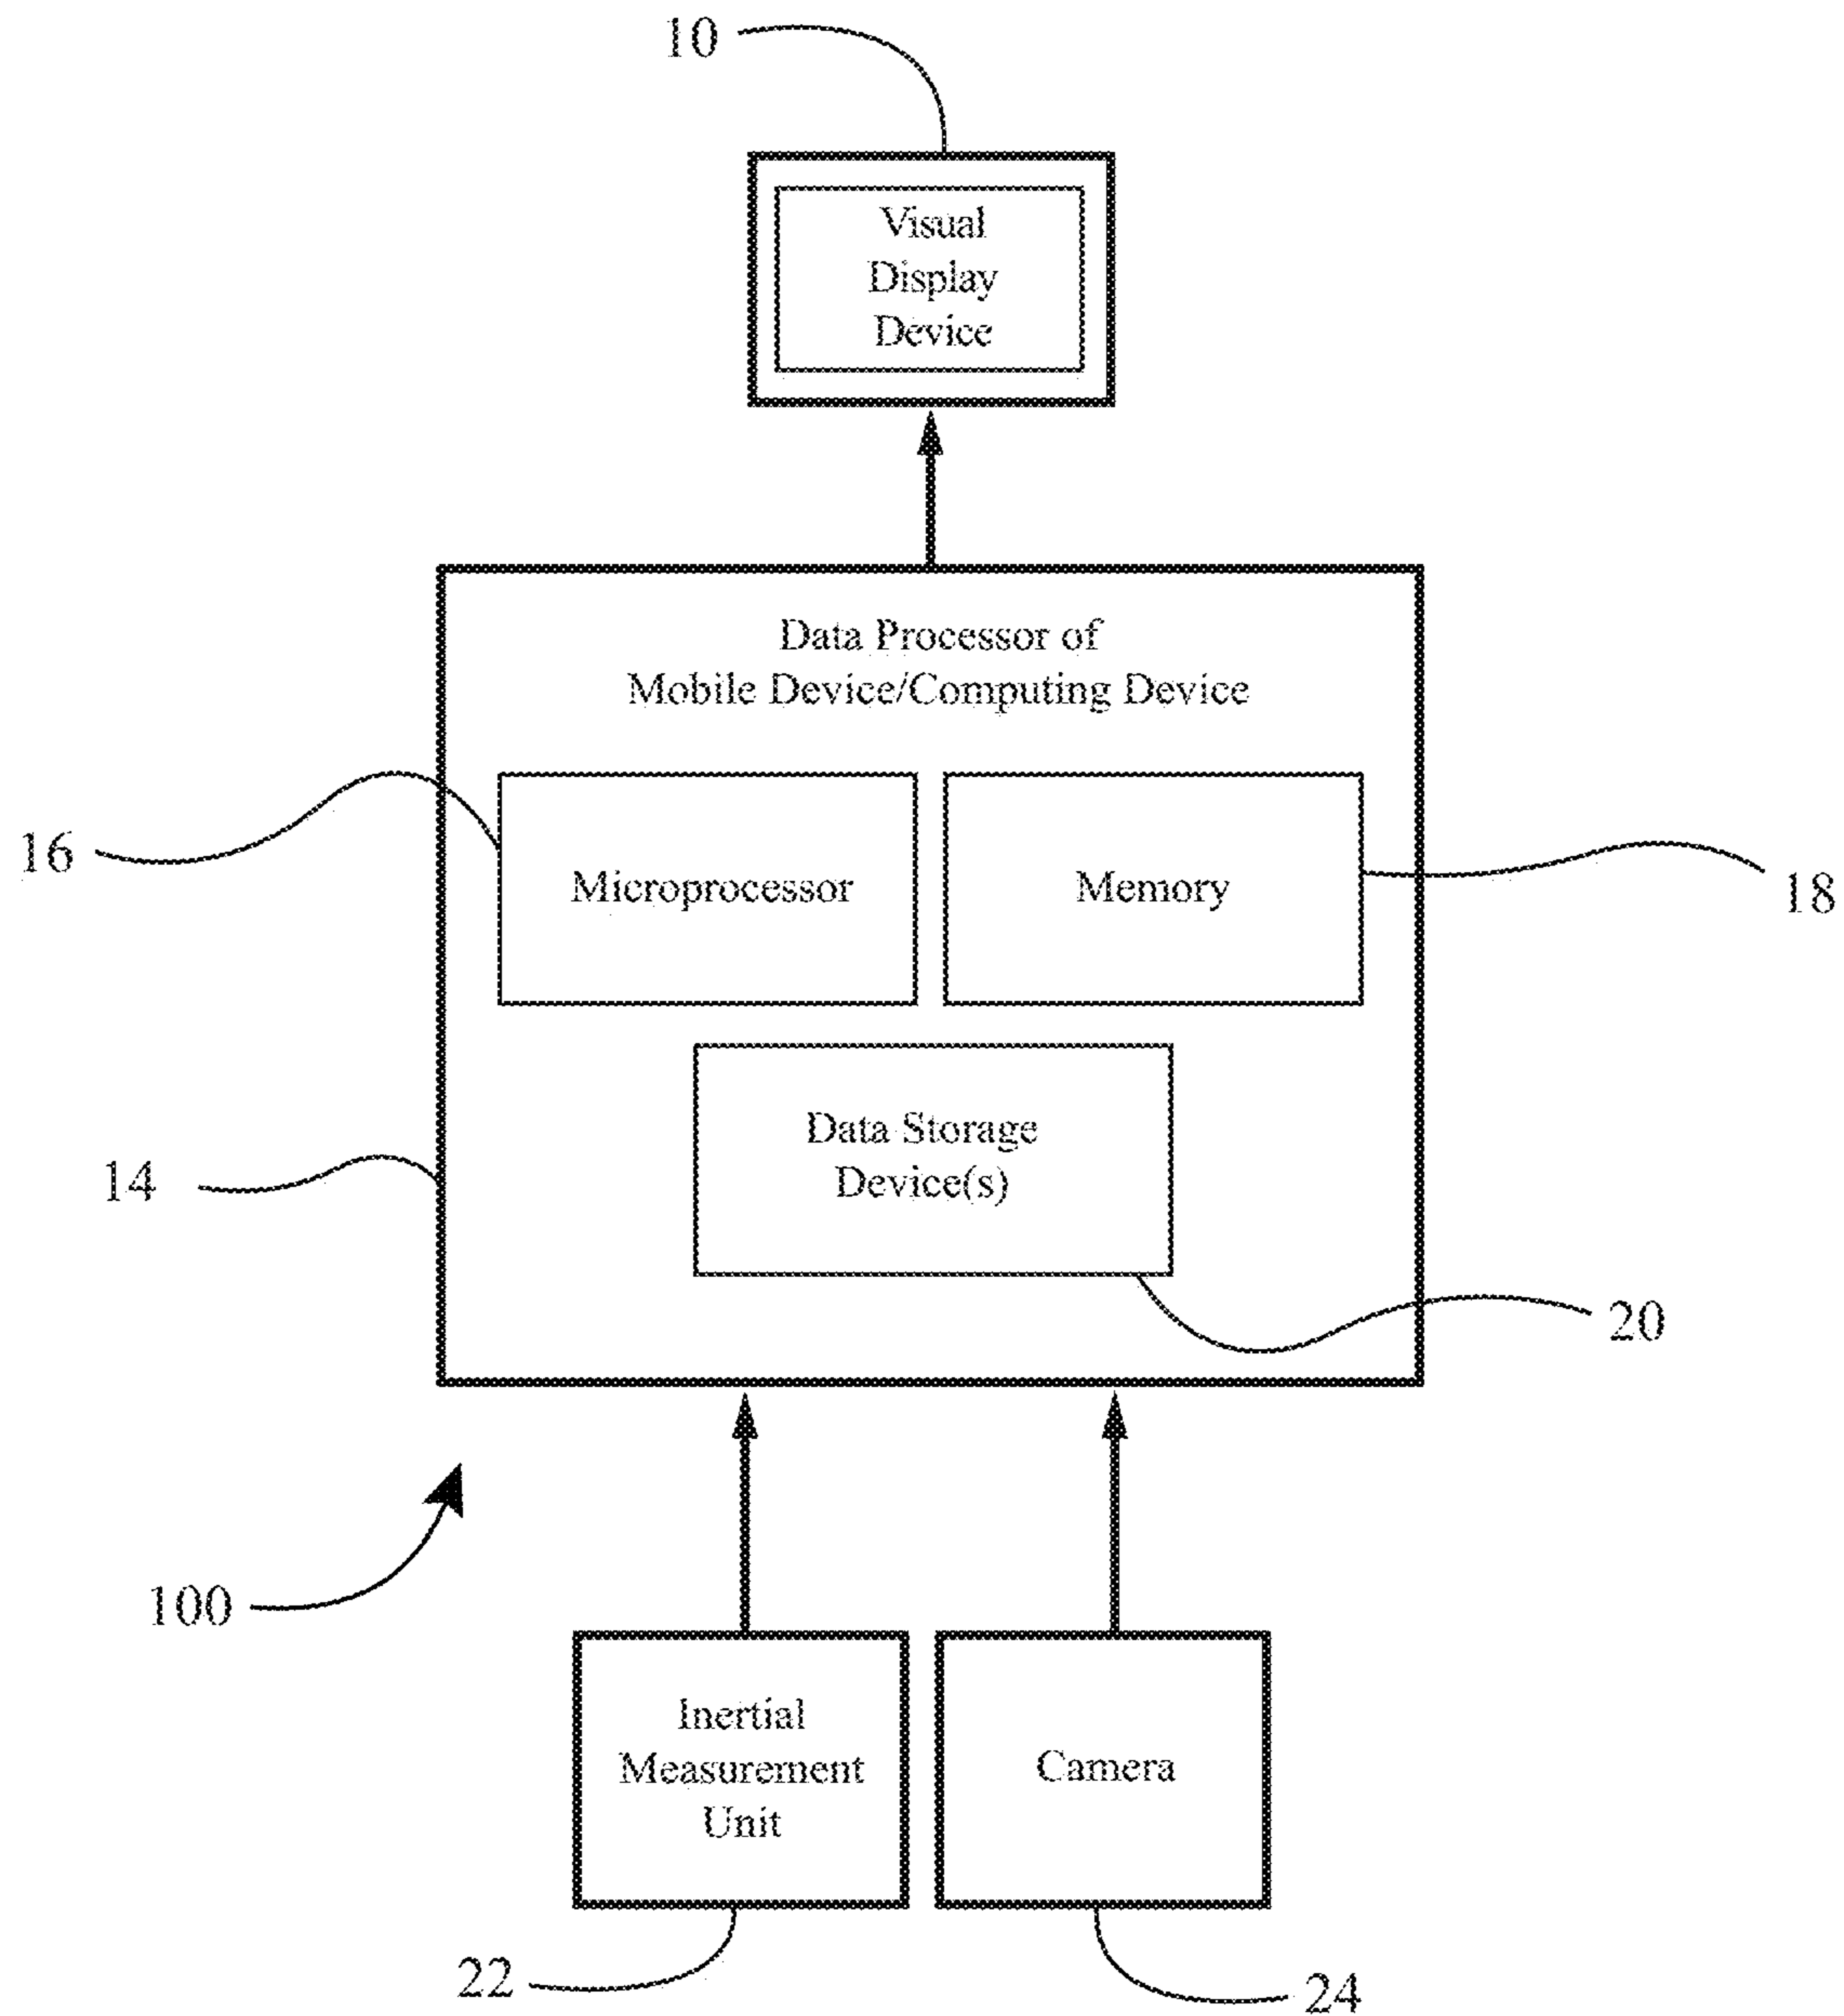 10
Visual
Display
Device
Data Processor of
Mobile Device/Computing Device
16
Microprocessor
Memory
18
Data Storage
Device(s)
14
20
100
Inertial
Measurement
Unit
Camera
22
24